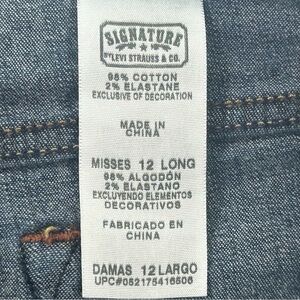 SIGNATURE
BY LEVI STRAUSS & CO.
98% COTTON
2% ELASTANE
EXCLUSIVE OF DECORATION
MADE IN
CHINA
MISSES 12 LONG
98% ALGODÓN
2% ELASTANO
EXCLUYENDO ELEMENTOS
DECORATIVOS
FABRICADO EN
CHINA
DAMAS 12 LARGO
UPC#052175416506